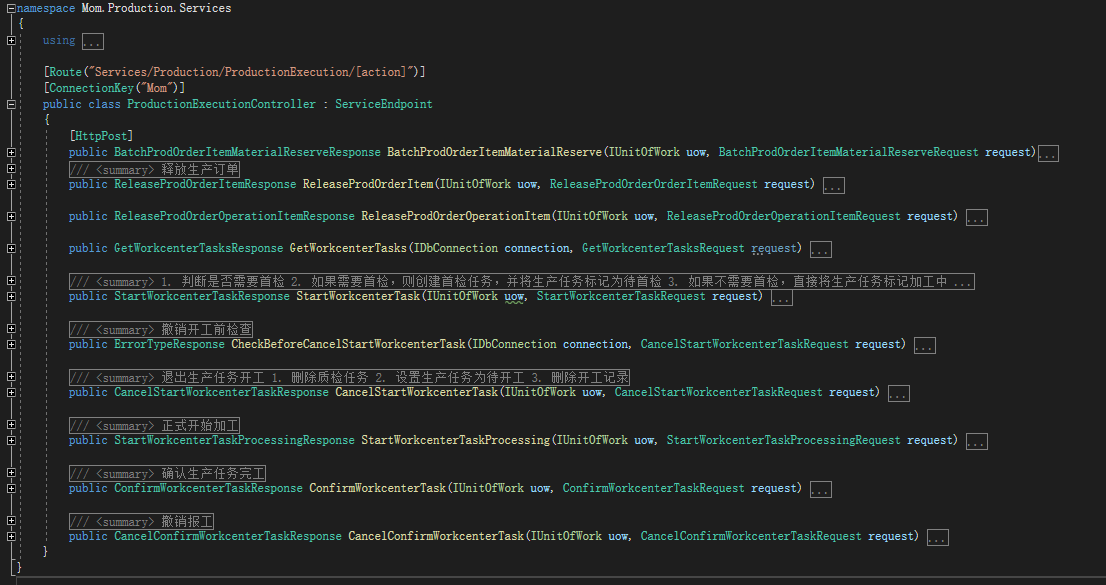 namespace Mom.Production.Services
{
using ...
[Route("Services/Production/ProductionExecution/[action]")]
[ConnectionKey("Mom")]
public class ProductionExecutionController : ServiceEndpoint
{
[HttpPost]
public BatchProdOrderItemMaterialReserveResponse BatchProdOrderItemMaterialReserve(IUnitOfWork uow, BatchProdOrderItemMaterialReserveRequest request)...
/// <summary> 释放生产订单
public ReleaseProdOrderItemResponse ReleaseProdOrderItem(IUnitOfWork uow, ReleaseProdOrderOrderItemRequest request) ...
public ReleaseProdOrderOperationItemResponse ReleaseProdOrderOperationItem(IUnitOfWork uow, ReleaseProdOrderOperationItemRequest request) ...
public GetWorkcenterTasksResponse GetWorkcenterTasks(IDbConnection connection, GetWorkcenterTasksRequest request) ...
/// <summary> 1. 判断是否需要首检 2. 如果需要首检，则创建首检任务，并将生产任务标记为待首检 3. 如果不需要首检，直接将生产任务标记加工中 ...
public StartWorkcenterTaskResponse StartWorkcenterTask(IUnitOfWork uow, StartWorkcenterTaskRequest request) ...
/// <summary> 撤销开工前检查
public ErrorTypeResponse CheckBeforeCancelStartWorkcenterTask(IDbConnection connection, CancelStartWorkcenterTaskRequest request) ...
/// <summary> 退出生产任务开工 1. 删除质检任务 2. 设置生产任务为待开工 3. 删除开工记录
public CancelStartWorkcenterTaskResponse CancelStartWorkcenterTask(IUnitOfWork uow, CancelStartWorkcenterTaskRequest request) ...
/// <summary> 正式开始加工
public StartWorkcenterTaskProcessingResponse StartWorkcenterTaskProcessing(IUnitOfWork uow, StartWorkcenterTaskProcessingRequest request) ...
/// <summary> 确认生产任务完工
public ConfirmWorkcenterTaskResponse ConfirmWorkcenterTask(IUnitOfWork uow, ConfirmWorkcenterTaskRequest request) ...
/// <summary> 撤销报工
public CancelConfirmWorkcenterTaskResponse CancelConfirmWorkcenterTask(IUnitOfWork uow, CancelConfirmWorkcenterTaskRequest request) ...
}
}